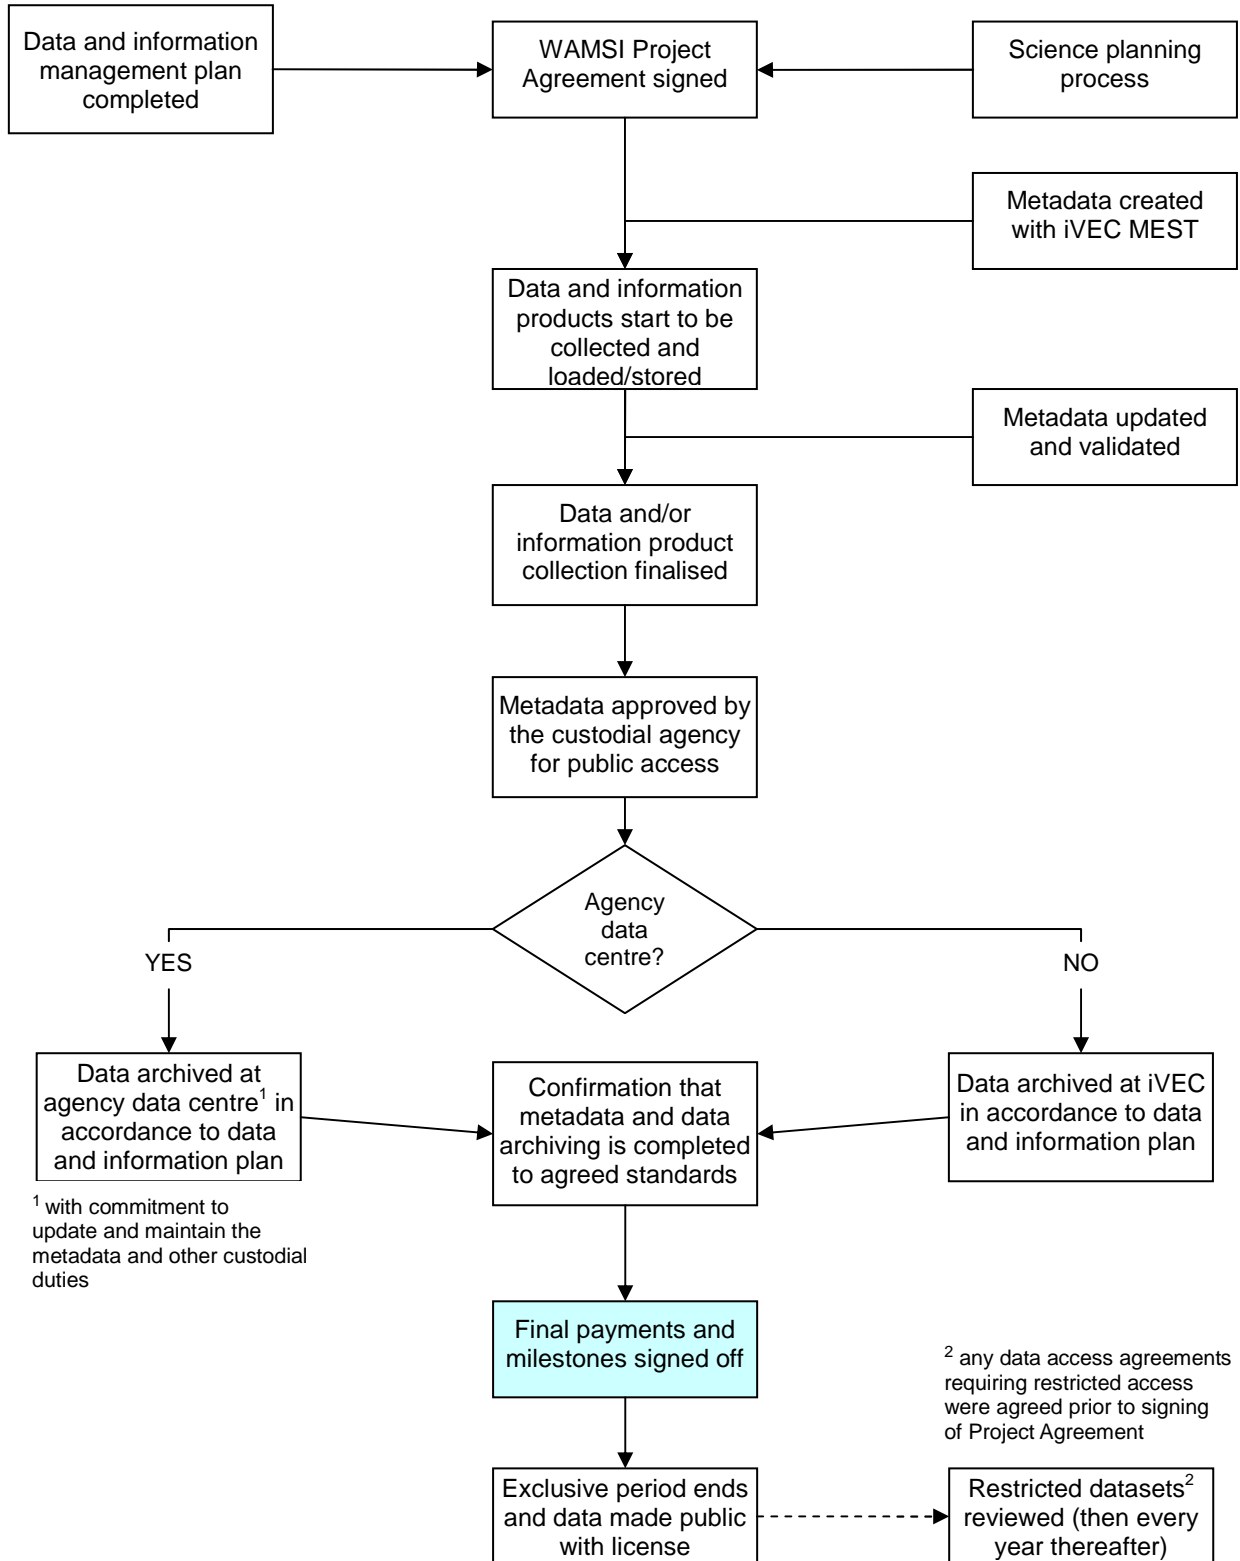 Data and information
management plan
completed
WAMSI Project
Agreement signed
Science planning
process
Metadata created
with iVEC MEST
Data and information
products start to be
collected and
loaded/stored
Metadata updated
and validated
Data and/or
information product
collection finalised
Metadata approved by
the custodial agency
for public access
Agency
data
centre?
YES
NO
Data archived at
agency data centre¹ in
accordance to data
and information plan
Confirmation that
metadata and data
archiving is completed
to agreed standards
Data archived at iVEC
in accordance to data
and information plan
¹ with commitment to
update and maintain the
metadata and other custodial
duties
Final payments and
milestones signed off
² any data access agreements
requiring restricted access
were agreed prior to signing
of Project Agreement
Exclusive period ends
and data made public
with license
Restricted datasets²
reviewed (then every
year thereafter)